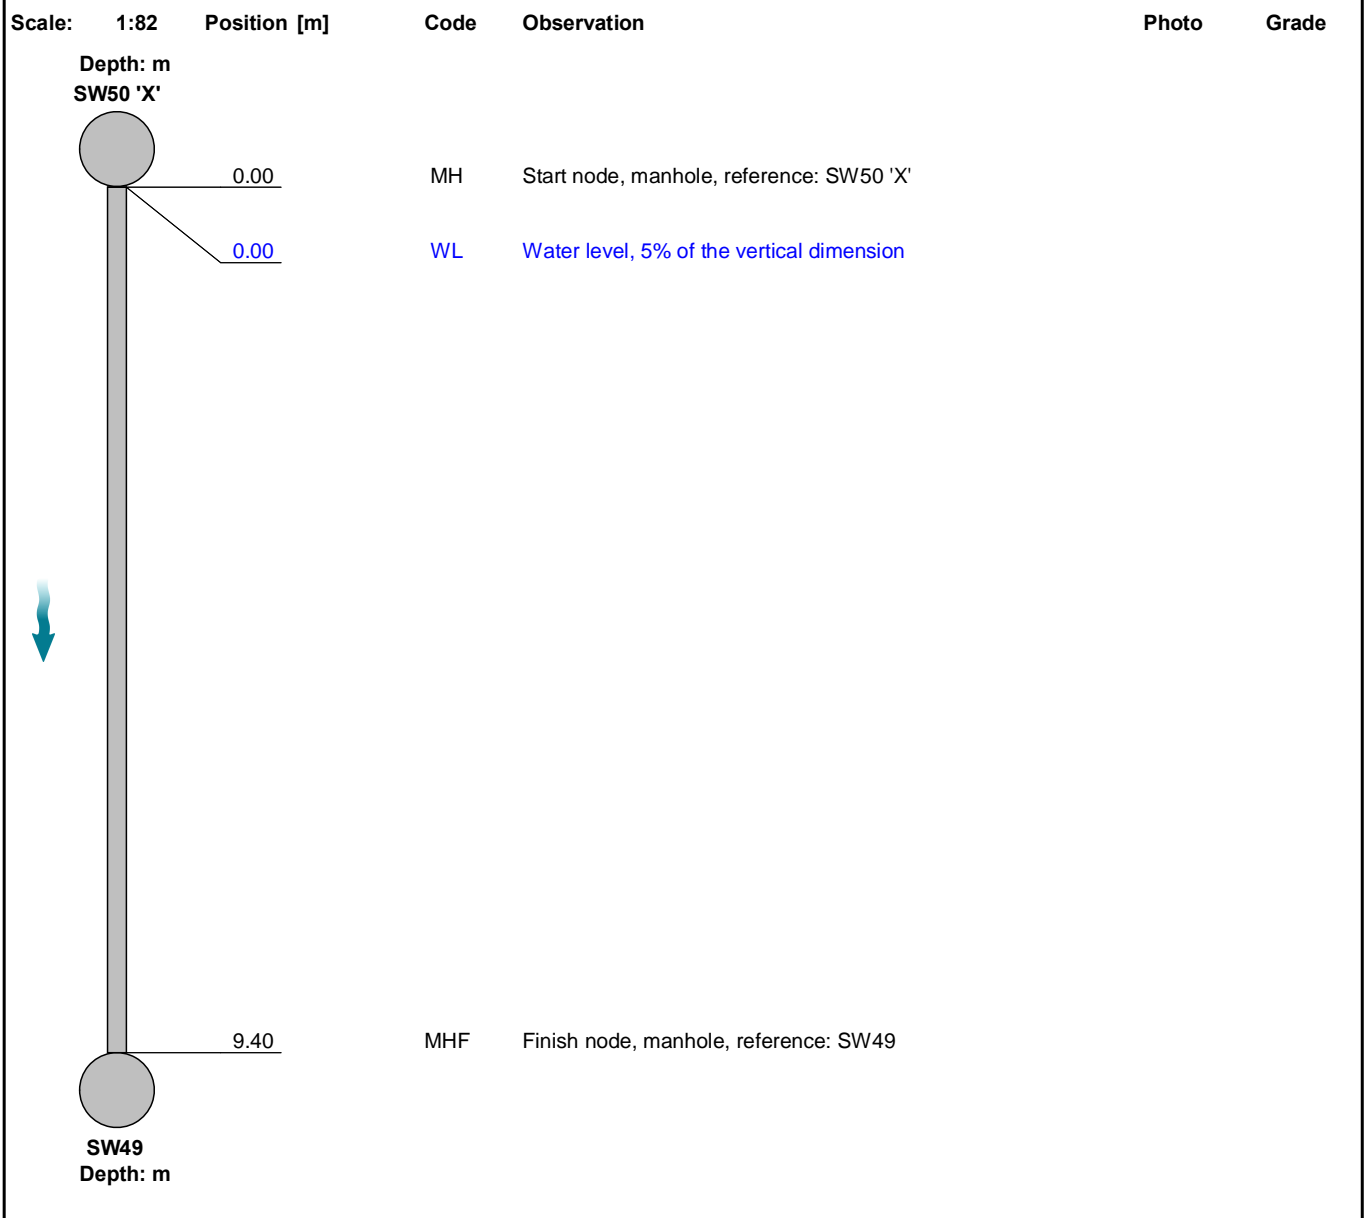 Scale: 1:82 Position [m] Code Observation Photo Grade
Depth: m
SW50 'X'
0.00 MH Start node, manhole, reference: SW50 'X'
0.00 WL Water level, 5% of the vertical dimension
9.40 MHF Finish node, manhole, reference: SW49
SW49
Depth: m